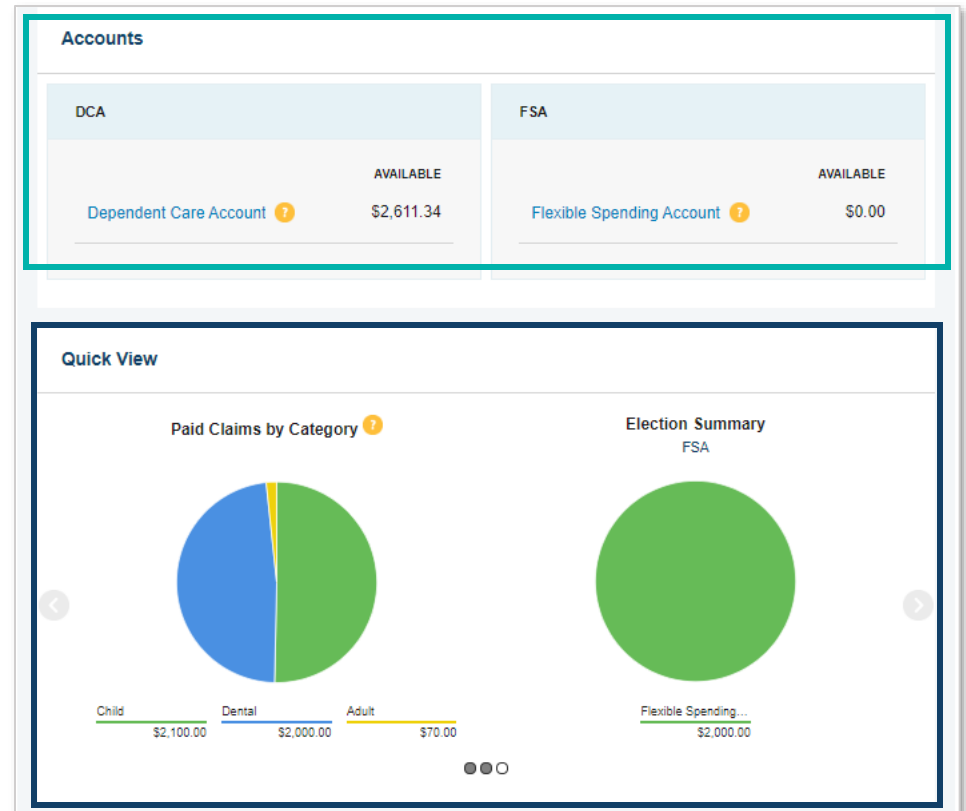 Accounts
DCA
AVAILABLE
Dependent Care Account ? $2,611.34
FSA
AVAILABLE
Flexible Spending Account ? $0.00
Quick View
Paid Claims by Category ?
Child
$2,100.00
Dental
$2,000.00
Adult
$70.00
Election Summary
FSA
Flexible Spending...
$2,000.00